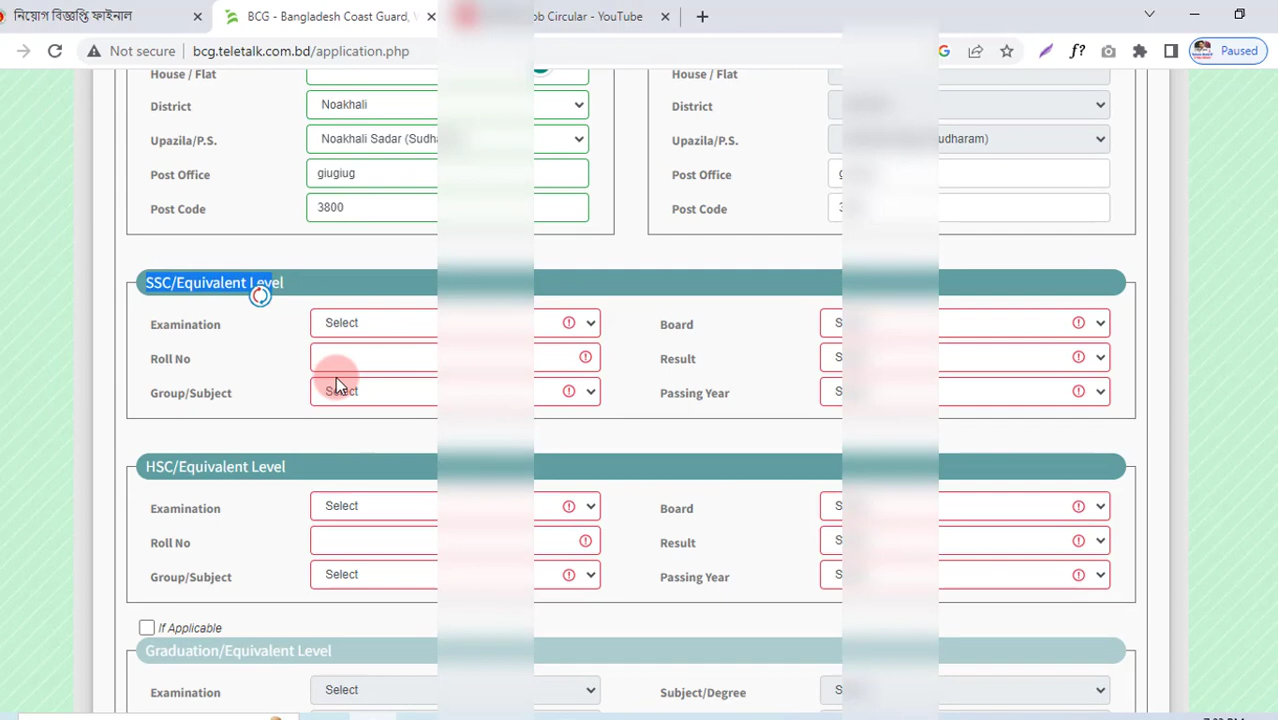 নিয়োগ বিজ্ঞপ্তি ফাইনাল
BCG - Bangladesh Coast Guard,
ob Circular - YouTube
Not secure
bcg.teletalk.com.bd/application.php
f?
Paused
House / Flat
House / Flat
District
Noakhali
District
Upazila/P.S.
Noakhali Sadar (Sudh
Upazila/P.S.
udharam)
Post Office
giugiug
Post Office
Post Code
3800
Post Code
SSC/Equivalent Level
Examination
Select
Board
Roll No
Result
Group/Subject
Select
Passing Year
HSC/Equivalent Level
Examination
Select
Board
Roll No
Result
Group/Subject
Select
Passing Year
If Applicable
Graduation/Equivalent Level
Examination
Select
Subject/Degree